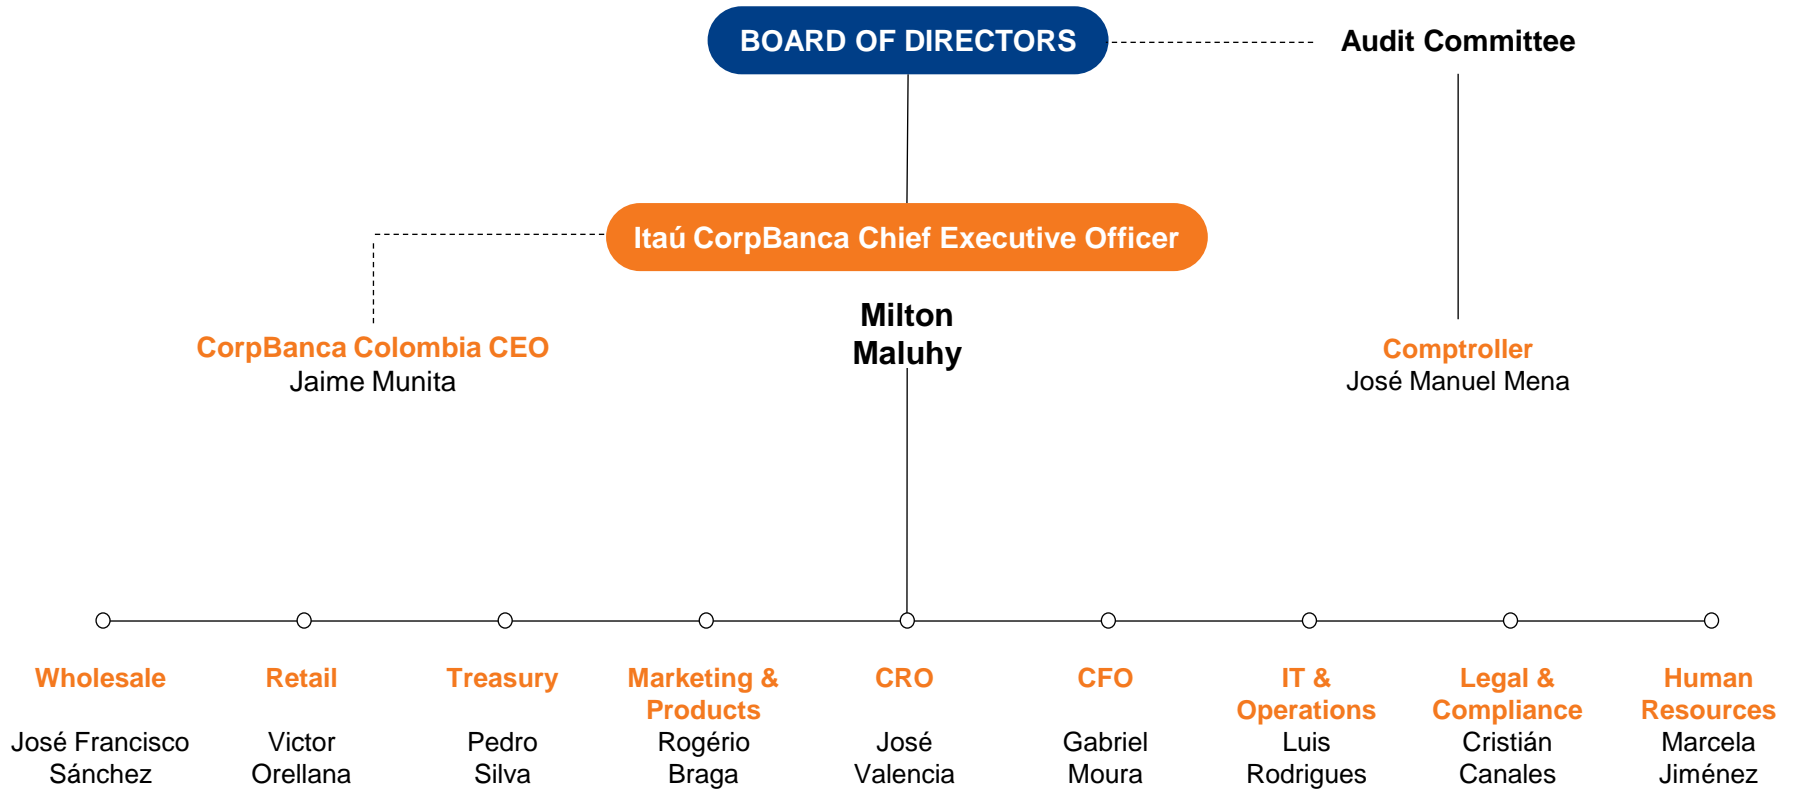 BOARD OF DIRECTORS
Audit Committee
Itaú CorpBanca Chief Executive Officer
Milton
Maluhy
CorpBanca Colombia CEO
Jaime Munita
Comptroller
José Manuel Mena
Wholesale
José Francisco
Sánchez
Retail
Victor
Orellana
Treasury
Pedro
Silva
Marketing &
Products
Rogério
Braga
CRO
José
Valencia
CFO
Gabriel
Moura
IT &
Operations
Luis
Rodrigues
Legal &
Compliance
Cristián
Canales
Human
Resources
Marcela
Jiménez